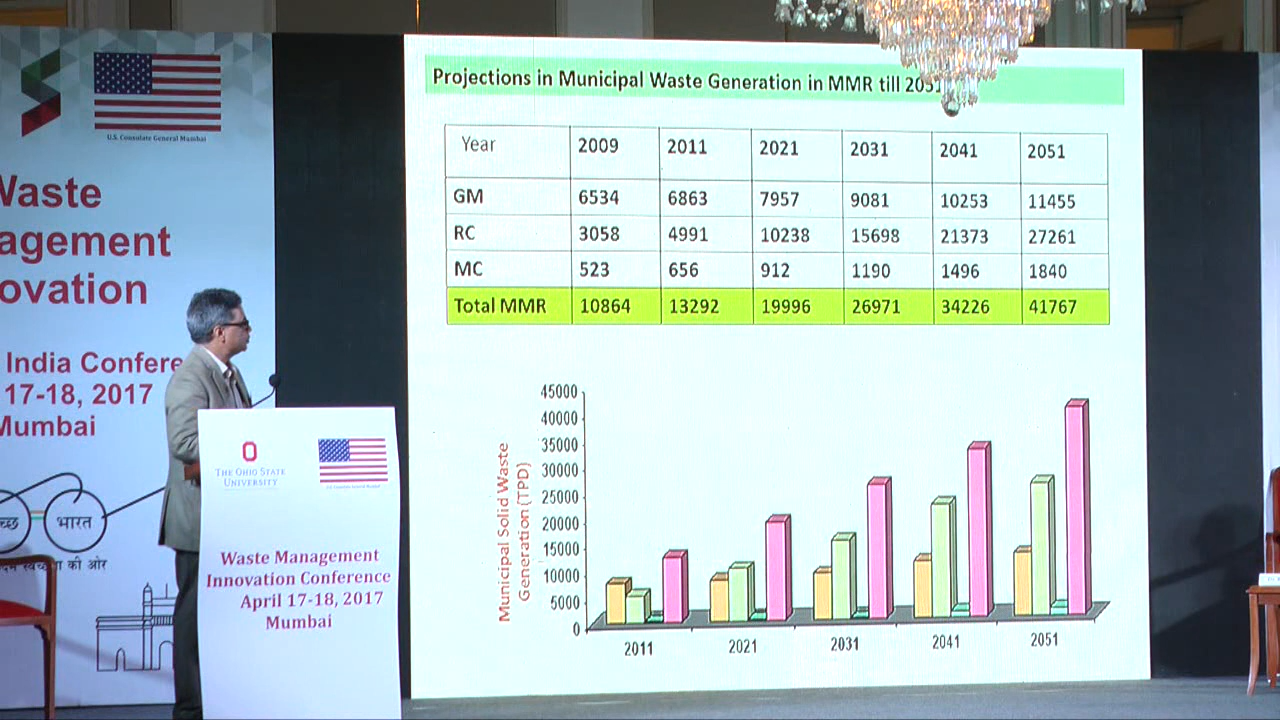 U.S. Consulate General Mumbai
Waste
agement
ovation
India Confere
17-18, 2017
Mumbai
भारत
की ओर
THE OHIO STATE
UNIVERSITY
Waste Management
Innovation Conference
April 17-18, 2017
Mumbai
Projections in Municipal Waste Generation in MMR till 2051
Year 2009 2011 2021 2031 2041 2051
GM 6534 6863 7957 9081 10253 11455
RC 3058 4991 10238 15698 21373 27261
MC 523 656 912 1190 1496 1840
Total MMR 10864 13292 19996 26971 34226 41767
Municipal Solid Waste
Generation (TPD)
45000
40000
35000
30000
25000
20000
15000
10000
5000
0
2011 2021 2031 2041 2051